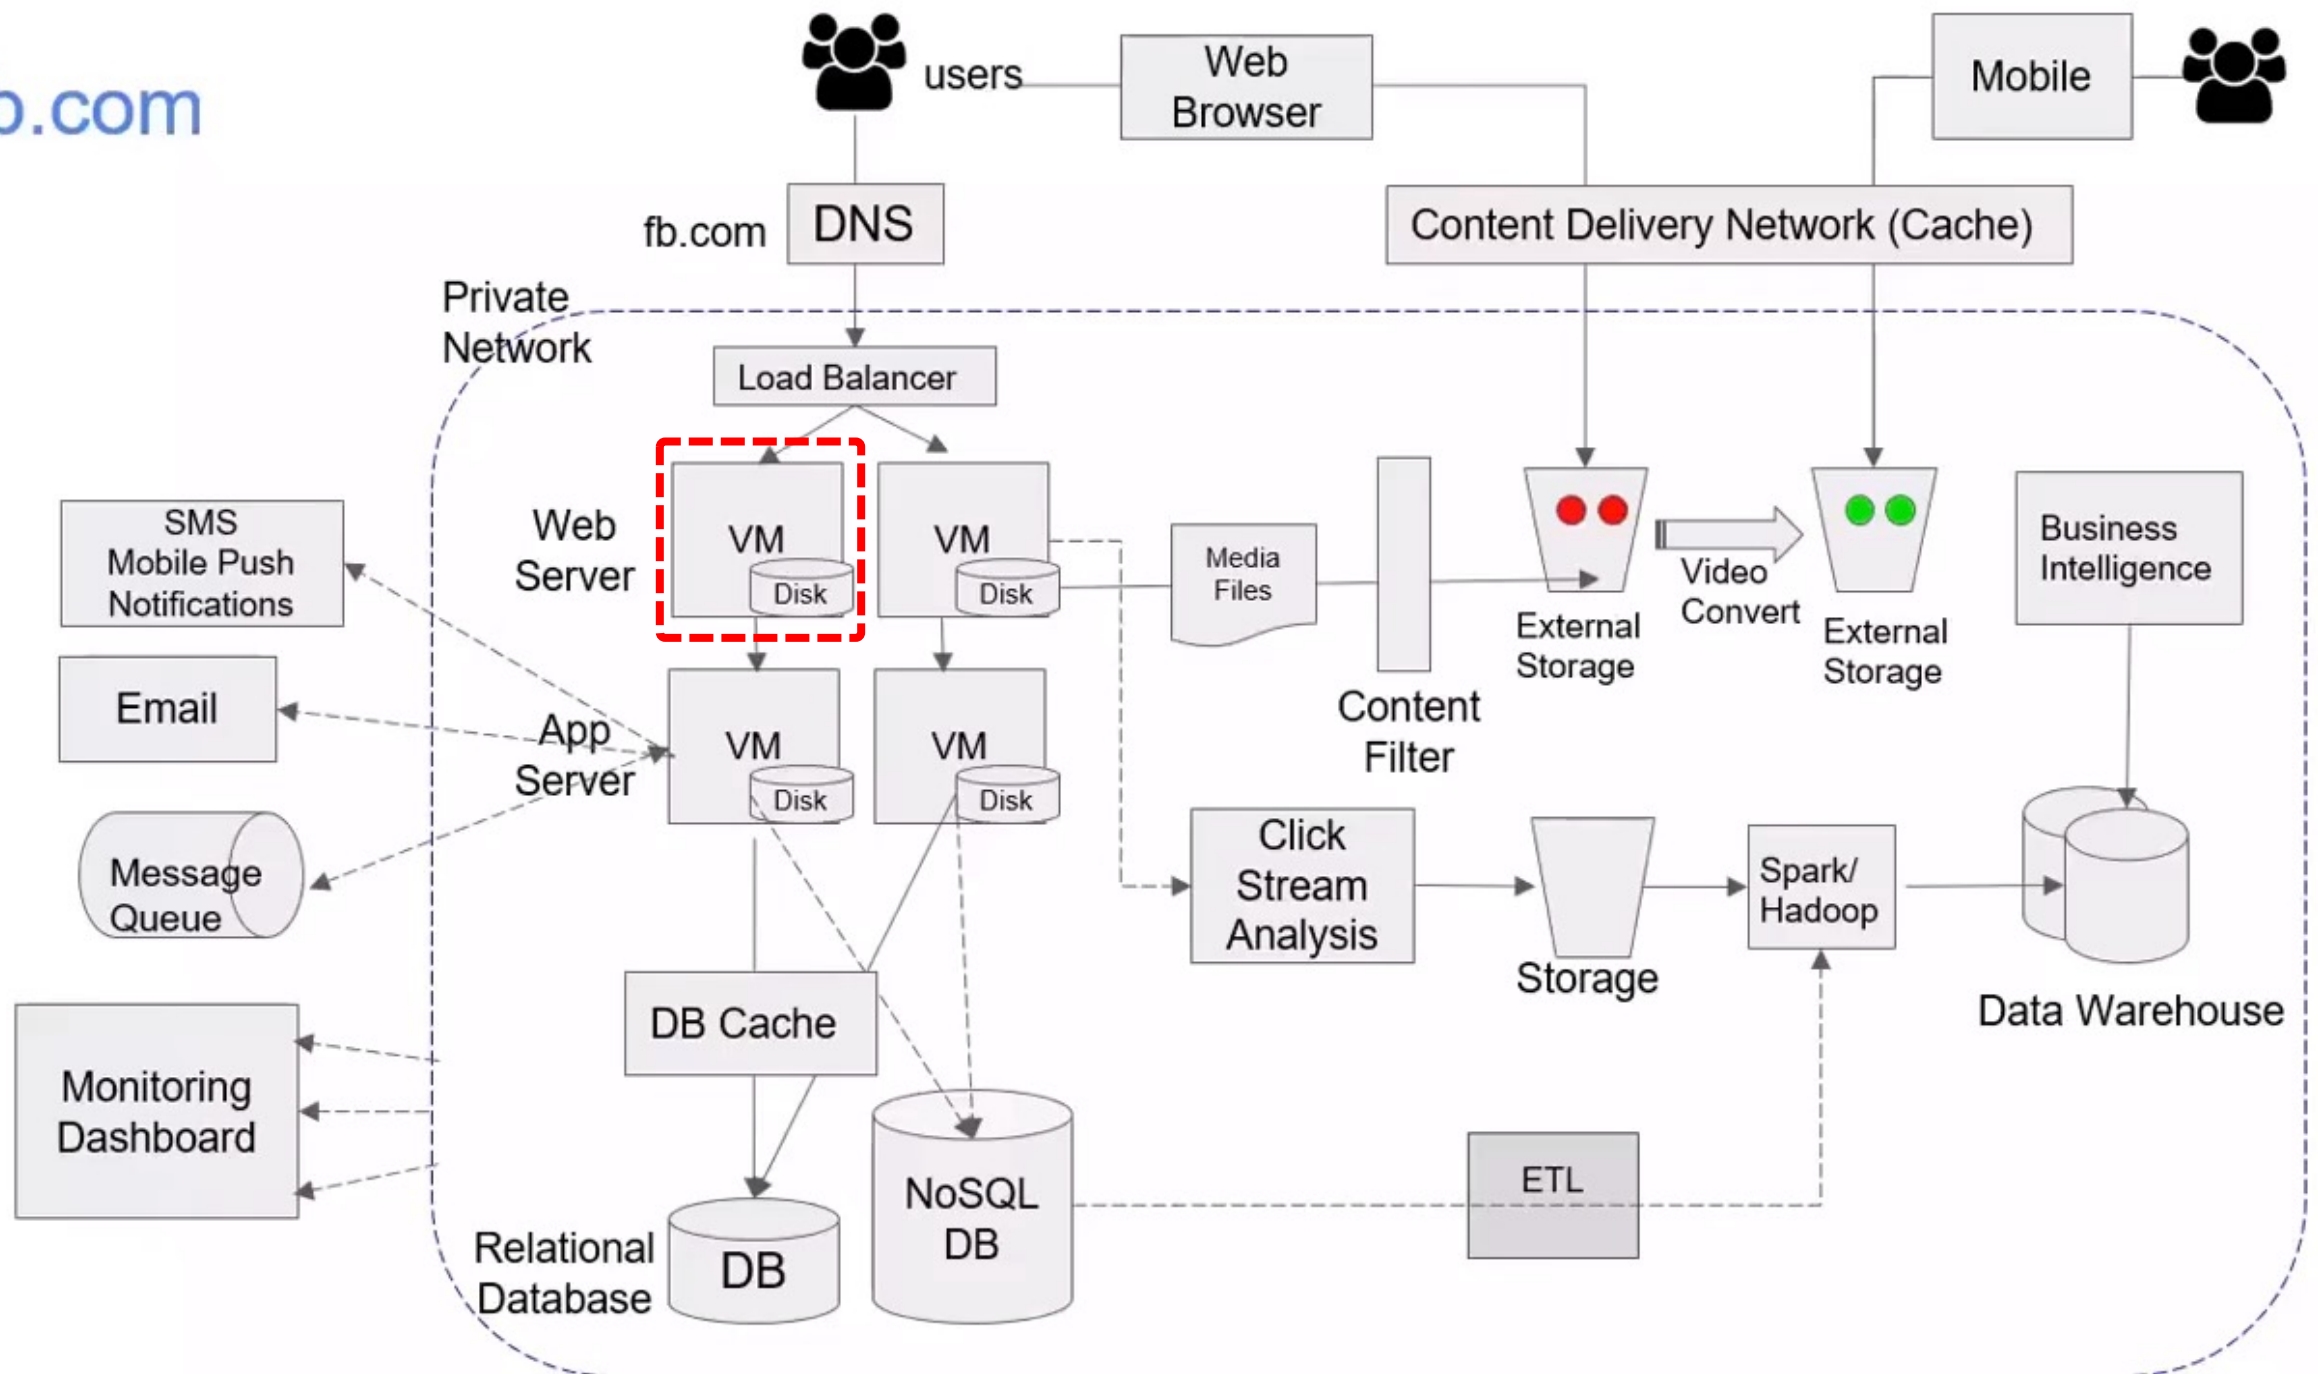 b.com
users
Web
Browser
Mobile
fb.com
DNS
Content Delivery Network (Cache)
Private
Network
Load Balancer
Web
Server
VM
Disk
VM
Disk
Media
Files
Content
Filter
External
Storage
Video
Convert
External
Storage
Business
Intelligence
SMS
Mobile Push
Notifications
Email
App
Server
VM
Disk
VM
Disk
Message
Queue
Click
Stream
Analysis
Storage
Spark/
Hadoop
Data Warehouse
DB Cache
Monitoring
Dashboard
NoSQL
DB
ETL
Relational
Database
DB